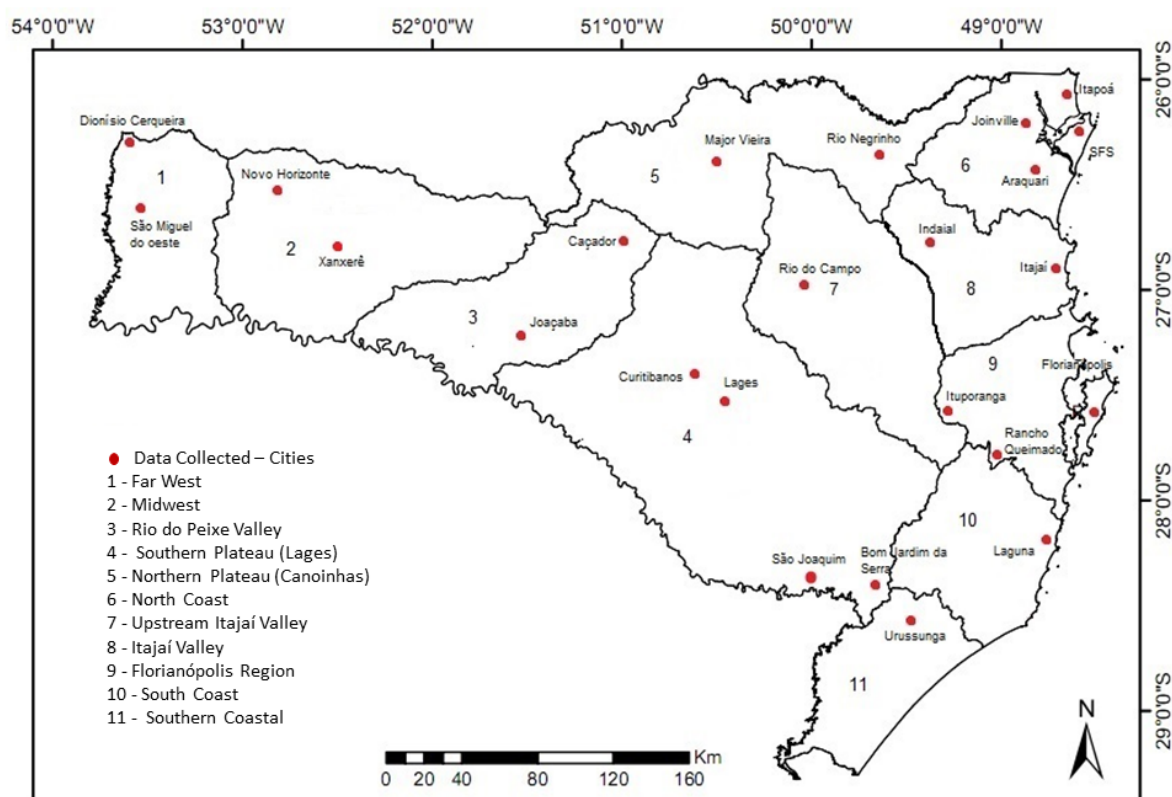 54°0'0"W
53°0'0"W
52°0'0"W
51°0'0"W
50°0'0"W
49°0'0"W
26°0'0"S
27°0'0"S
28°0'0"S
29°0'0"S
Itapoá
Dionísio Cerqueira
Joinville
Major Vieira
Rio Negrinho
SFS
6
1
Novo Horizonte
5
Araquari
São Miguel
do oeste
Indaial
2
Caçador
Xanxerê
Rio do Campo
Itajaí
7
8
3
Joaçaba
9
Florianópolis
Curitibanos
Lages
Ituporanga
4
Rancho
Queimado
10
São Joaquim
Bom Jardim da
Serra
Laguna
Urussunga
11
Data Collected – Cities
1 - Far West
2 - Midwest
3 - Rio do Peixe Valley
4 - Southern Plateau (Lages)
5 - Northern Plateau (Canoinhas)
6 - North Coast
7 - Upstream Itajaí Valley
8 - Itajaí Valley
9 - Florianópolis Region
10 - South Coast
11 - Southern Coastal
N
Km
0 10 20 40 80 120 160